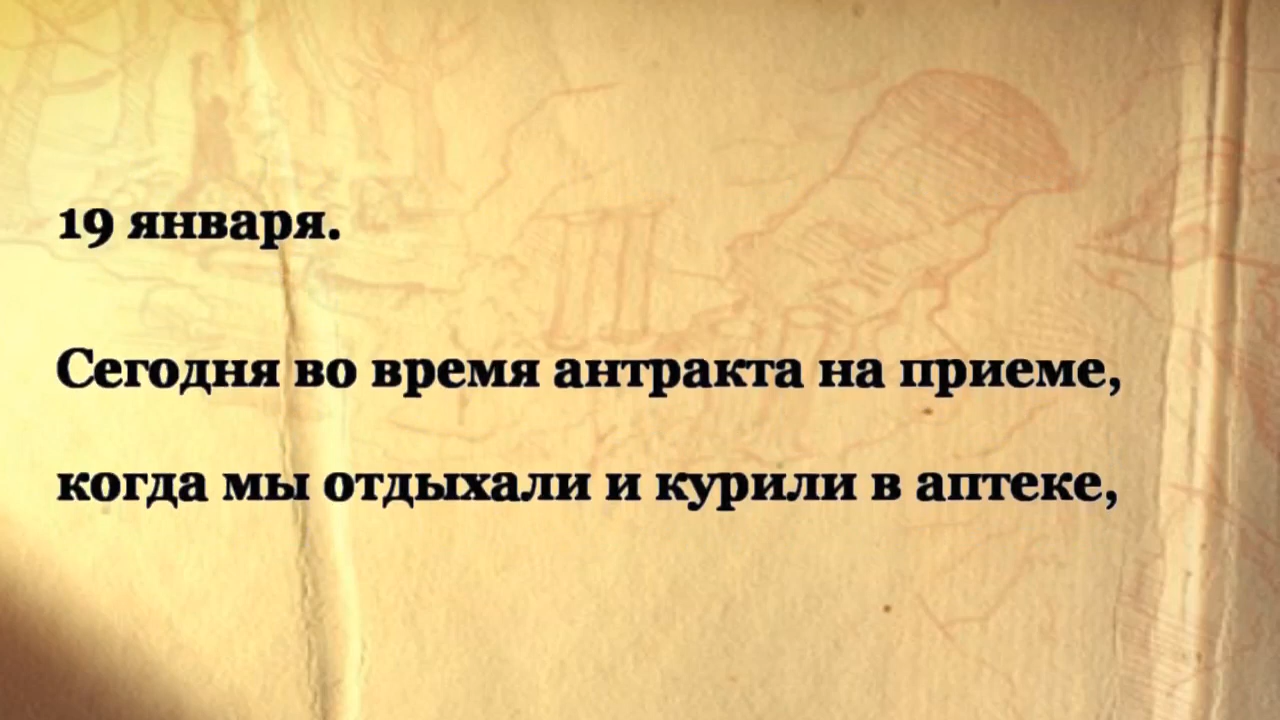 19 января.
Сегодня во время антракта на приеме,
когда мы отдыхали и курили в аптеке,